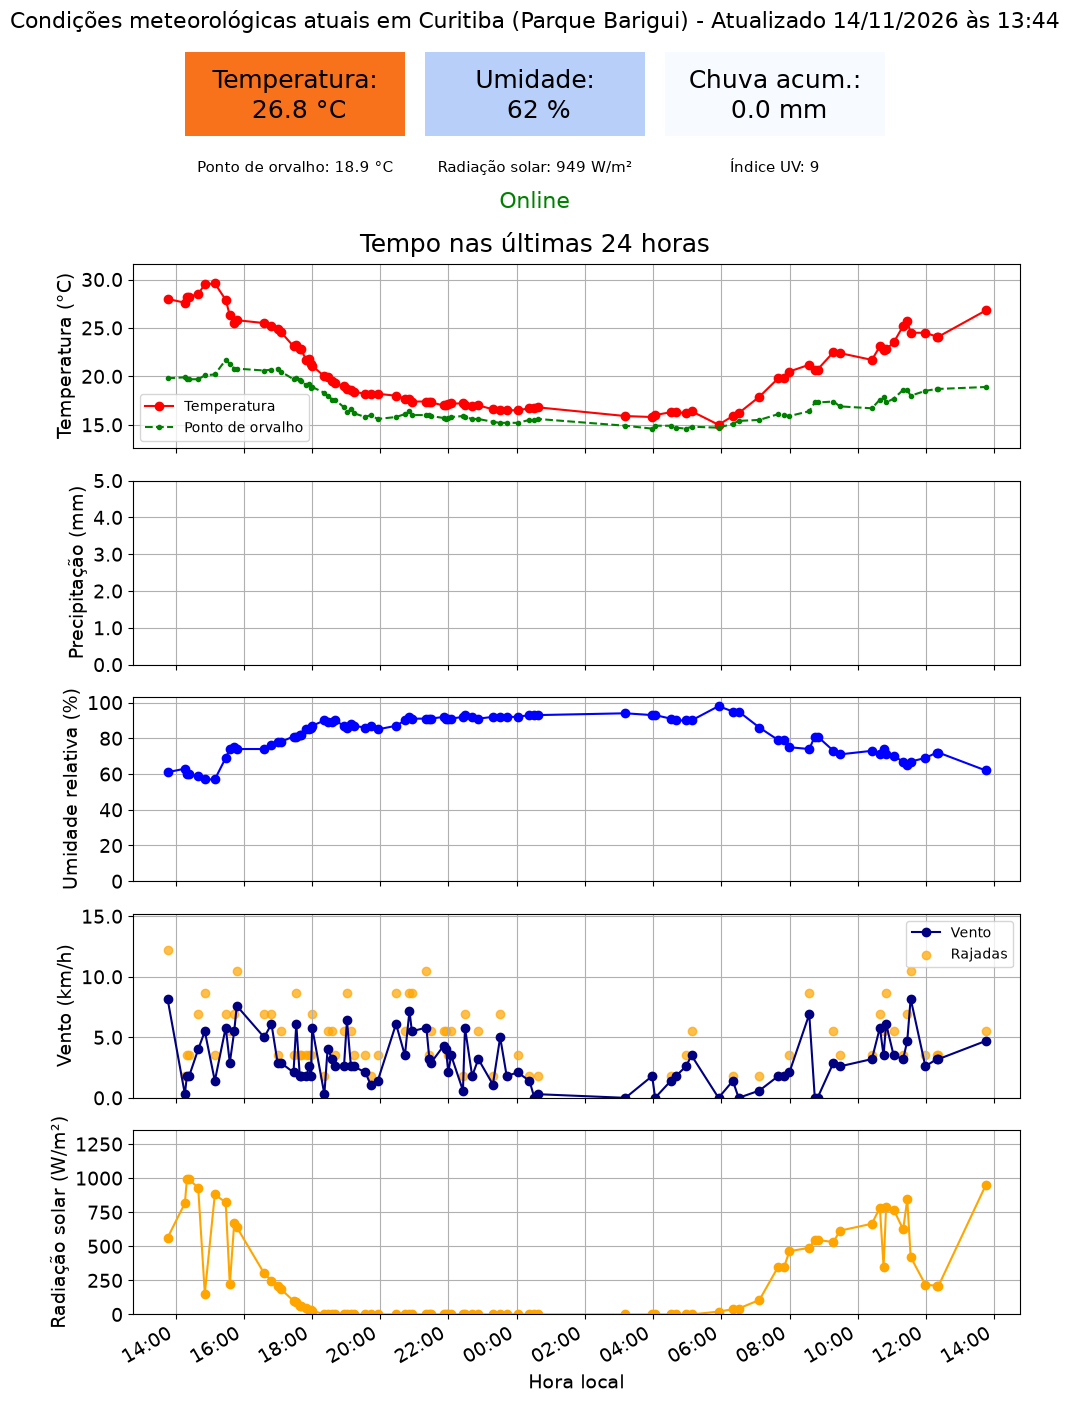 Condições meteorológicas atuais em Curitiba (Parque Barigui) - Atualizado 14/11/2026 às 13:44
Temperatura:
26.8 °C
Umidade:
62 %
Chuva acum.:
0.0 mm
Ponto de orvalho: 18.9 °C
Radiação solar: 949 W/m²
Índice UV: 9
Online
Tempo nas últimas 24 horas
Temperatura (°C)
30.0
25.0
20.0
15.0
Temperatura
Ponto de orvalho
Precipitação (mm)
5.0
4.0
3.0
2.0
1.0
0.0
Umidade relativa (%)
100
80
60
40
20
0
Vento (km/h)
15.0
10.0
5.0
0.0
Vento
Rajadas
Radiação solar (W/m²)
1250
1000
750
500
250
0
14:00
16:00
18:00
20:00
22:00
00:00
02:00
04:00
06:00
08:00
10:00
12:00
14:00
Hora local